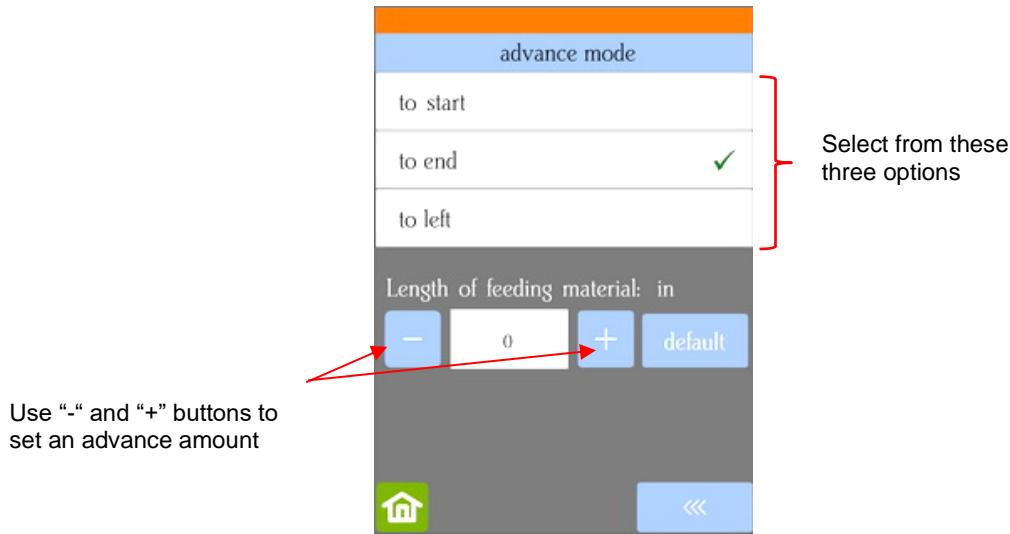 advance mode
to start
to end
to left
Select from these
three options
Length of feeding material: in
−
0
+
default
Use “-“ and “+” buttons to
set an advance amount
<<<